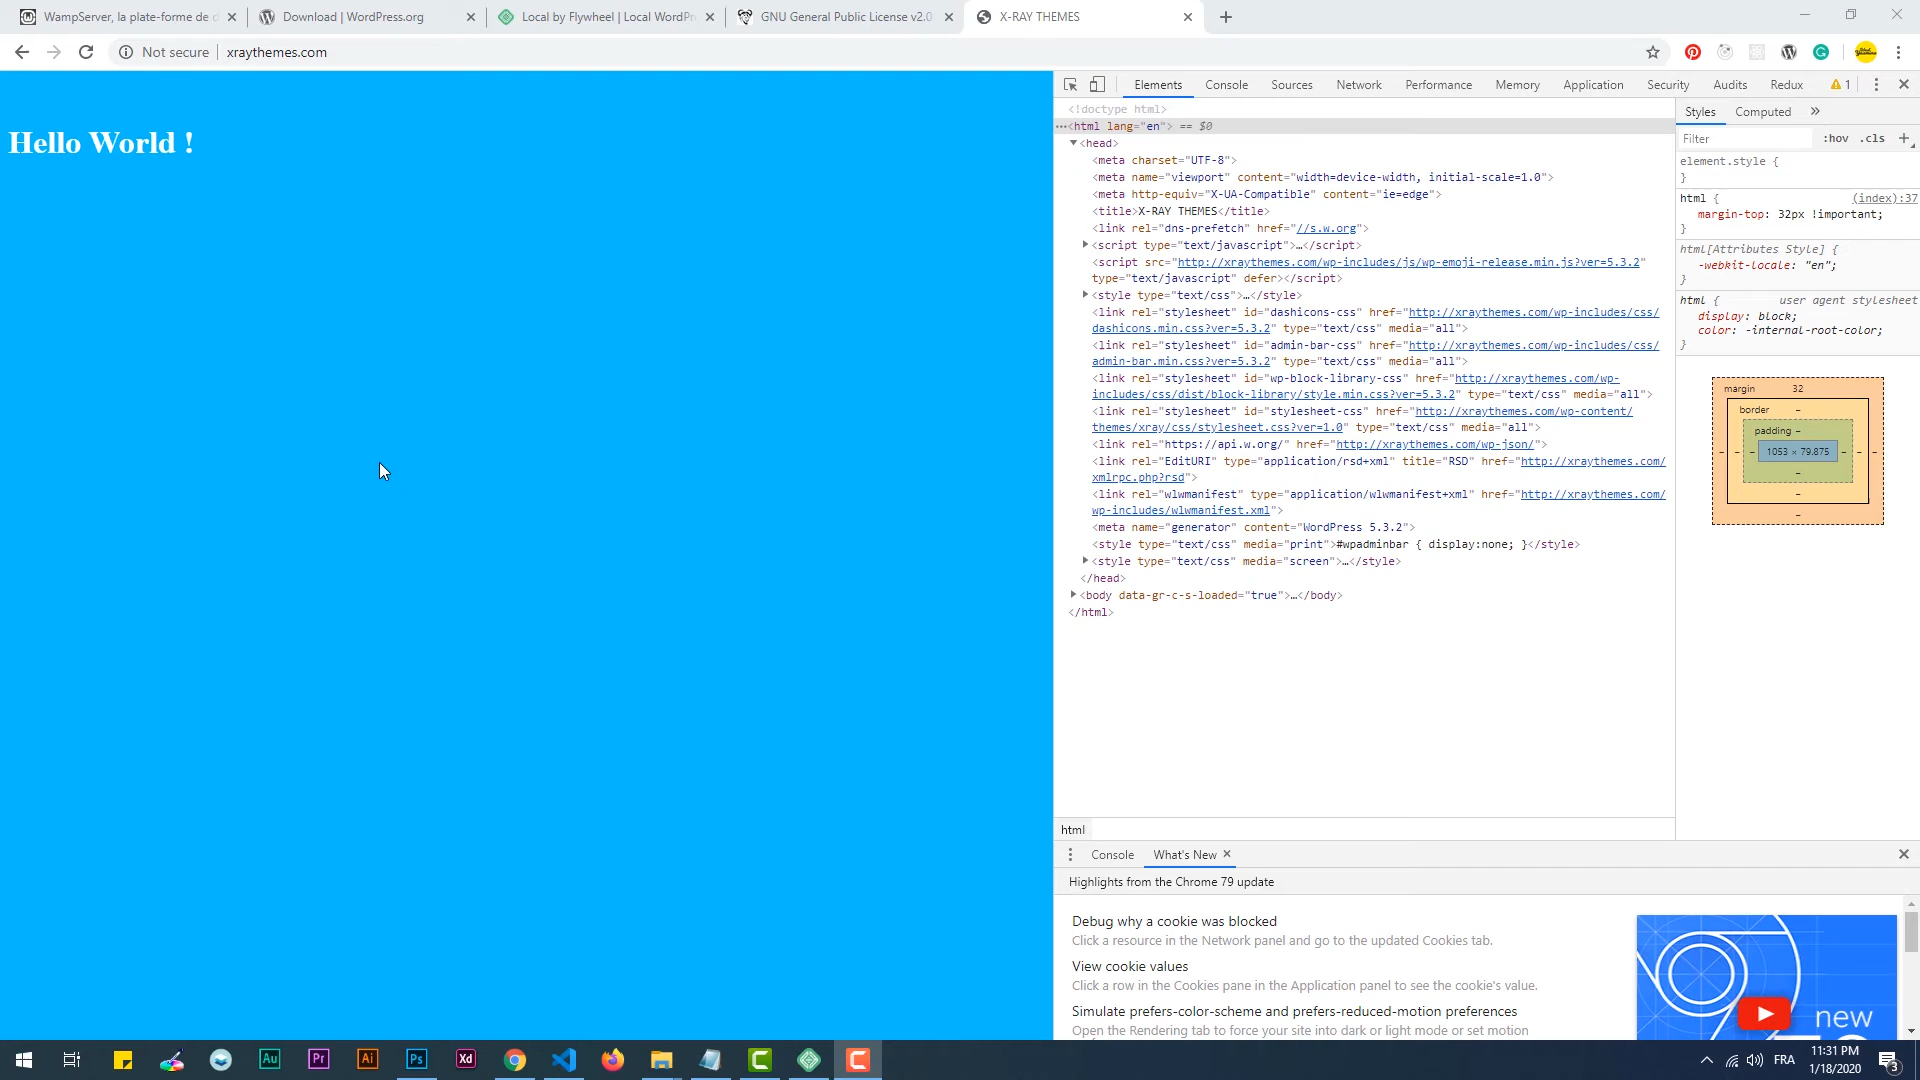 WampServer, la plate-forme de d
Download | WordPress.org
Local by Flywheel | Local WordPr
GNU General Public License v2.0
X-RAY THEMES
Not secure
xraythemes.com
Elements Console Sources Network Performance Memory Application Security Audits Redux 1
Hello World !
<!doctype html>
<html lang="en"> == $0
<head>
<meta charset="UTF-8">
<meta name="viewport" content="width=device-width, initial-scale=1.0">
<meta http-equiv="X-UA-Compatible" content="ie=edge">
<title>X-RAY THEMES</title>
<link rel="dns-prefetch" href="//s.w.org">
<script type="text/javascript">…</script>
<script src="http://xraythemes.com/wp-includes/js/wp-emoji-release.min.js?ver=5.3.2"
type="text/javascript" defer></script>
<style type="text/css">…</style>
<link rel="stylesheet" id="dashicons-css" href="http://xraythemes.com/wp-includes/css/
dashicons.min.css?ver=5.3.2" type="text/css" media="all">
<link rel="stylesheet" id="admin-bar-css" href="http://xraythemes.com/wp-includes/css/
admin-bar.min.css?ver=5.3.2" type="text/css" media="all">
<link rel="stylesheet" id="wp-block-library-css" href="http://xraythemes.com/wp-
includes/css/dist/block-library/style.min.css?ver=5.3.2" type="text/css" media="all">
<link rel="stylesheet" id="stylesheet-css" href="http://xraythemes.com/wp-content/
themes/xray/css/stylesheet.css?ver=1.0" type="text/css" media="all">
<link rel="https://api.w.org/" href="http://xraythemes.com/wp-json/">
<link rel="EditURI" type="application/rsd+xml" title="RSD" href="http://xraythemes.com/
xmlrpc.php?rsd">
<link rel="wlwmanifest" type="application/wlwmanifest+xml" href="http://xraythemes.com/
wp-includes/wlwmanifest.xml">
<meta name="generator" content="WordPress 5.3.2">
<style type="text/css" media="print">#wpadminbar { display:none; }</style>
<style type="text/css" media="screen">…</style>
</head>
<body data-gr-c-s-loaded="true">…</body>
</html>
html
Styles Computed »
Filter :hov .cls +
element.style {
}
html { (index):37
margin-top: 32px !important;
}
html[Attributes Style] {
-webkit-locale: "en";
}
html { user agent stylesheet
display: block;
color: -internal-root-color;
}
margin 32
border –
padding –
1053 × 79.875
Console What's New
Highlights from the Chrome 79 update
Debug why a cookie was blocked
Click a resource in the Network panel and go to the updated Cookies tab.
View cookie values
Click a row in the Cookies pane in the Application panel to see the cookie's value.
Simulate prefers-color-scheme and prefers-reduced-motion preferences
Open the Rendering tab to force your site into dark or light mode or set motion
new
Au Pr Ai Ps Xd
FRA
11:31 PM
1/18/2020
3